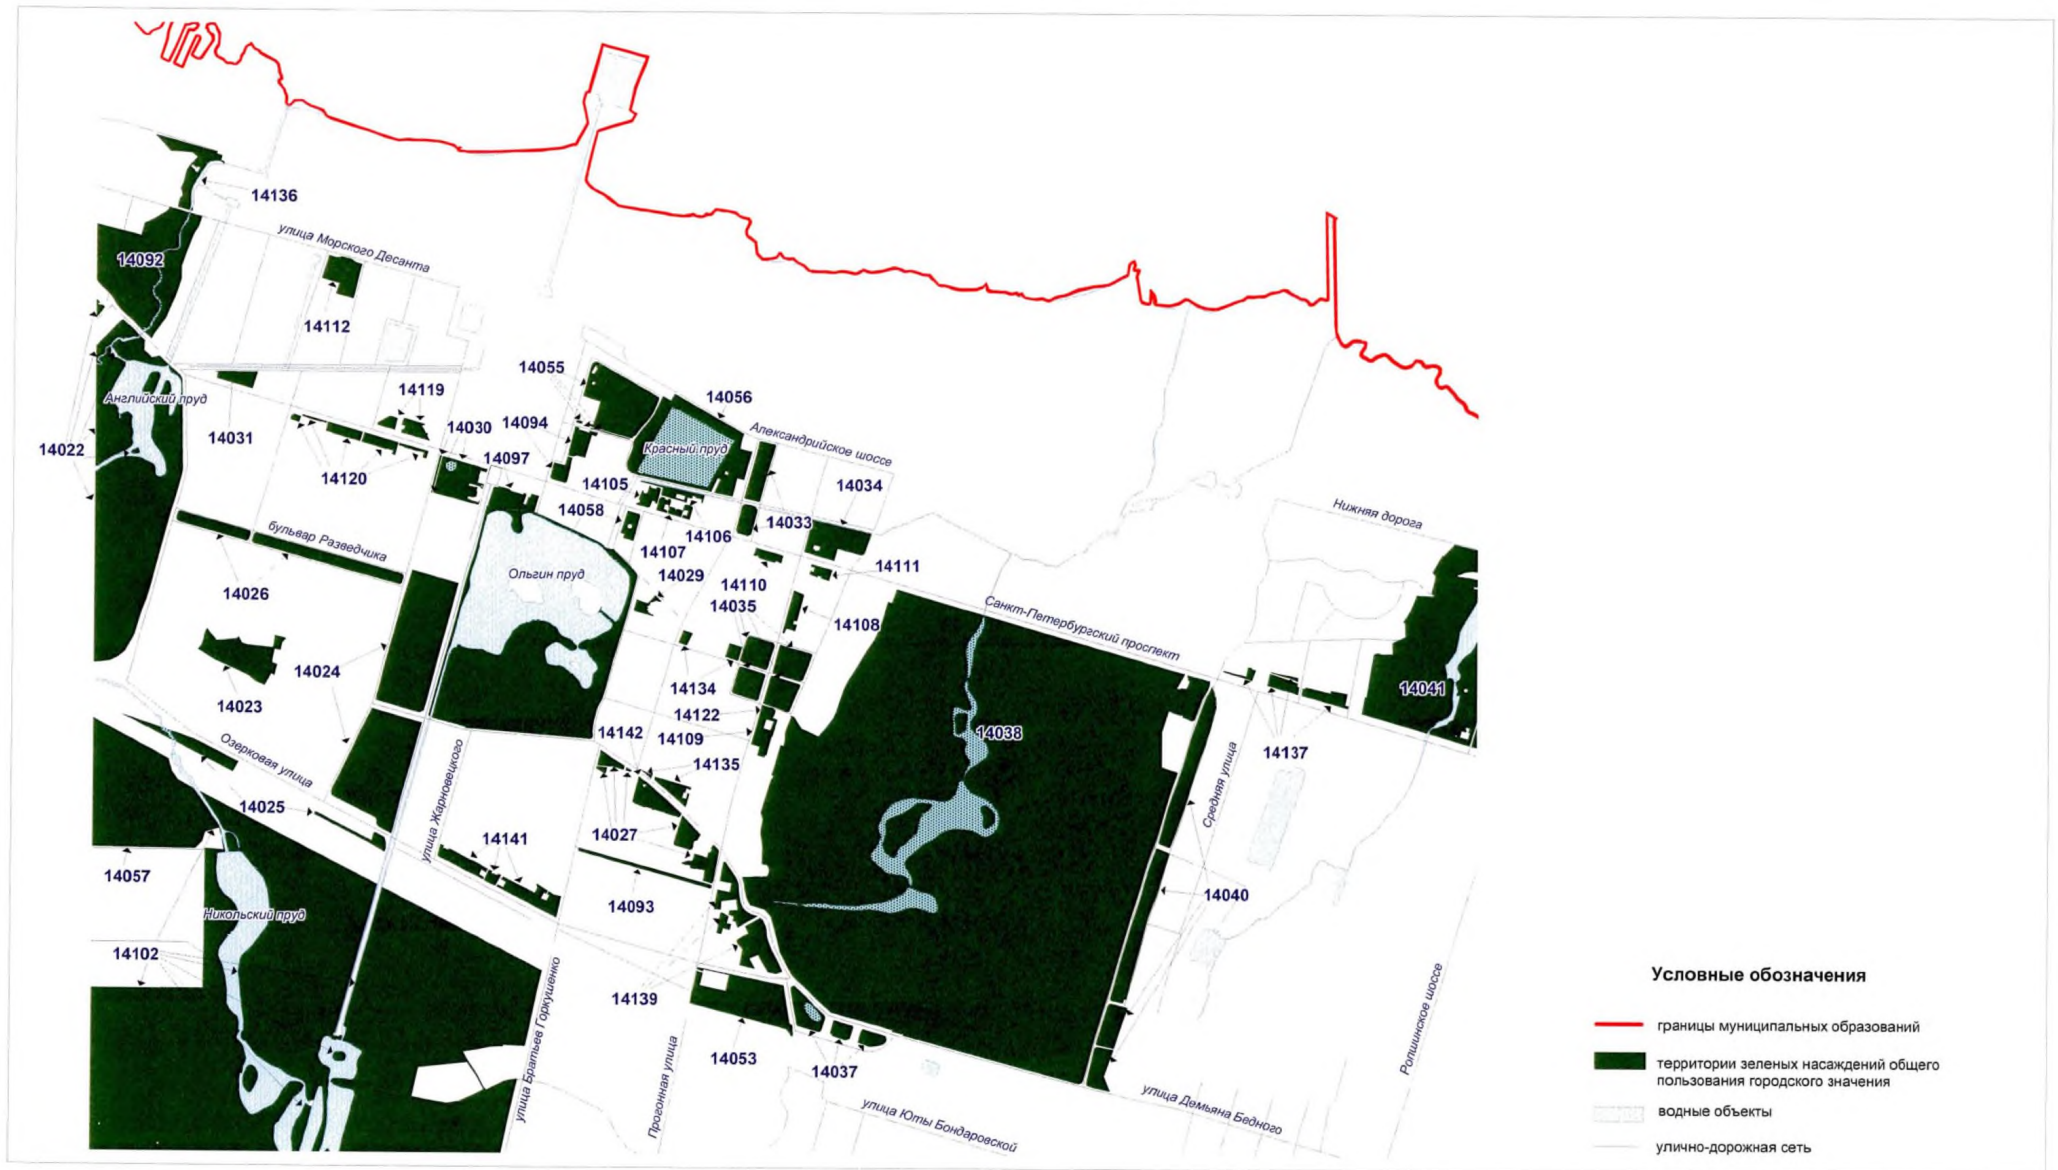 14136
улица Морского Десанта
14092
14112
14055
14119
14056
Английский пруд
14094
14030
Александрийское шоссе
14031
Красный пруд
14022
14097
14120
14105
14034
14058
14033
Нижняя дорога
бульвар Разведчика
14106
14107
14029
14111
Ольгин пруд
14110
14026
14035
Санкт-Петербургский проспект
14108
14024
14134
14041
14023
14122
14142
14038
14109
Озерковая улица
14137
14135
Средняя улица
улица Жарновецкого
14025
14027
14141
14057
14040
14093
Никольский пруд
14102
14139
улица Братьев Горкушенко
Ропшинское шоссе
14053
14037
Прогонная улица
улица Демьяна Бедного
улица Юты Бондаровской
Условные обозначения
границы муниципальных образований
территории зеленых насаждений общего
пользования городского значения
водные объекты
улично-дорожная сеть